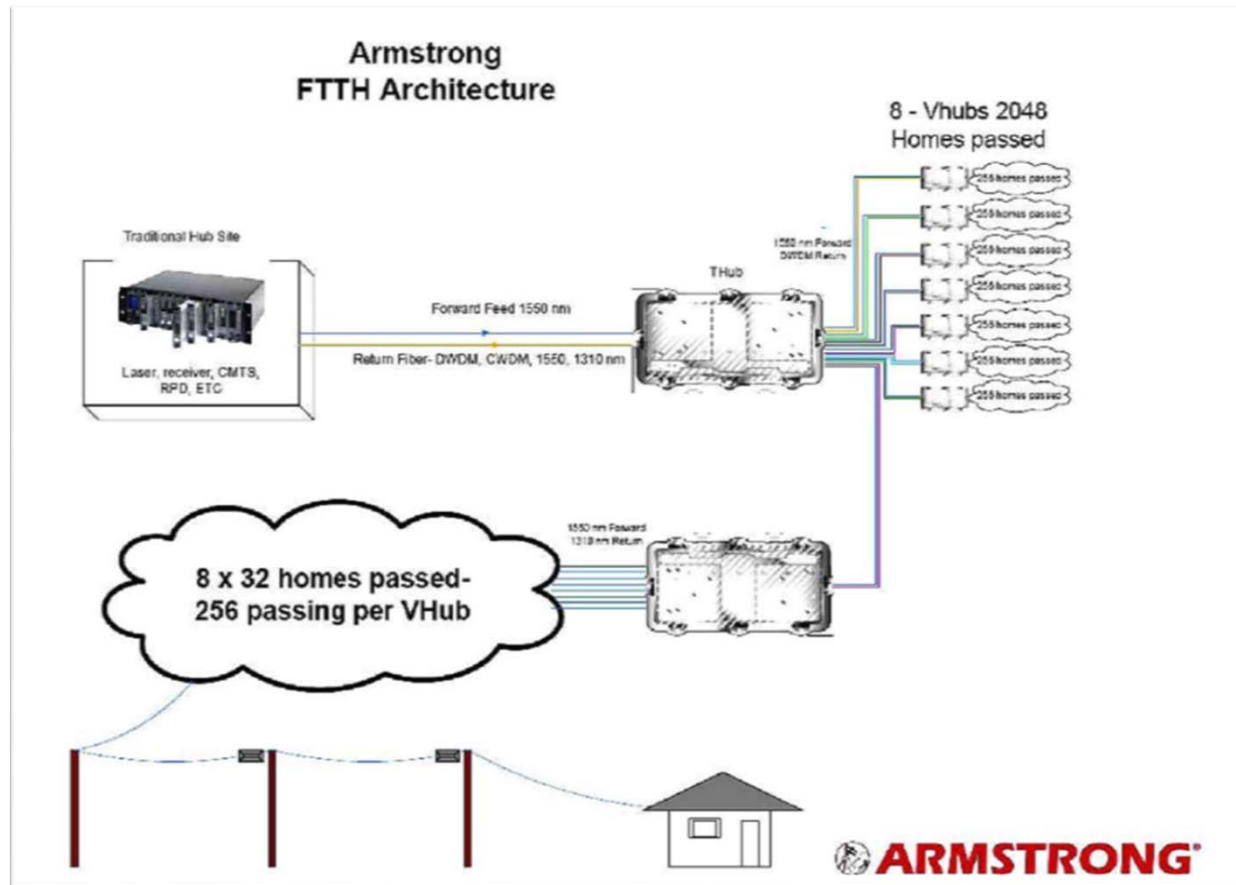 Armstrong
FTTH Architecture
8 - Vhubs 2048
Homes passed
256 homes passed
256 homes passed
256 homes passed
256 homes passed
256 homes passed
256 homes passed
256 homes passed
1550 nm Forward
DWDM Return
Traditional Hub Site
THub
Forward Feed 1550 nm
Return Fiber- DWDM, CWDM, 1550, 1310 nm
Laser, receiver, CMTS,
RPD, ETC
1550 nm Forward
1310 nm Return
8 x 32 homes passed-
256 passing per VHub
ARMSTRONG®